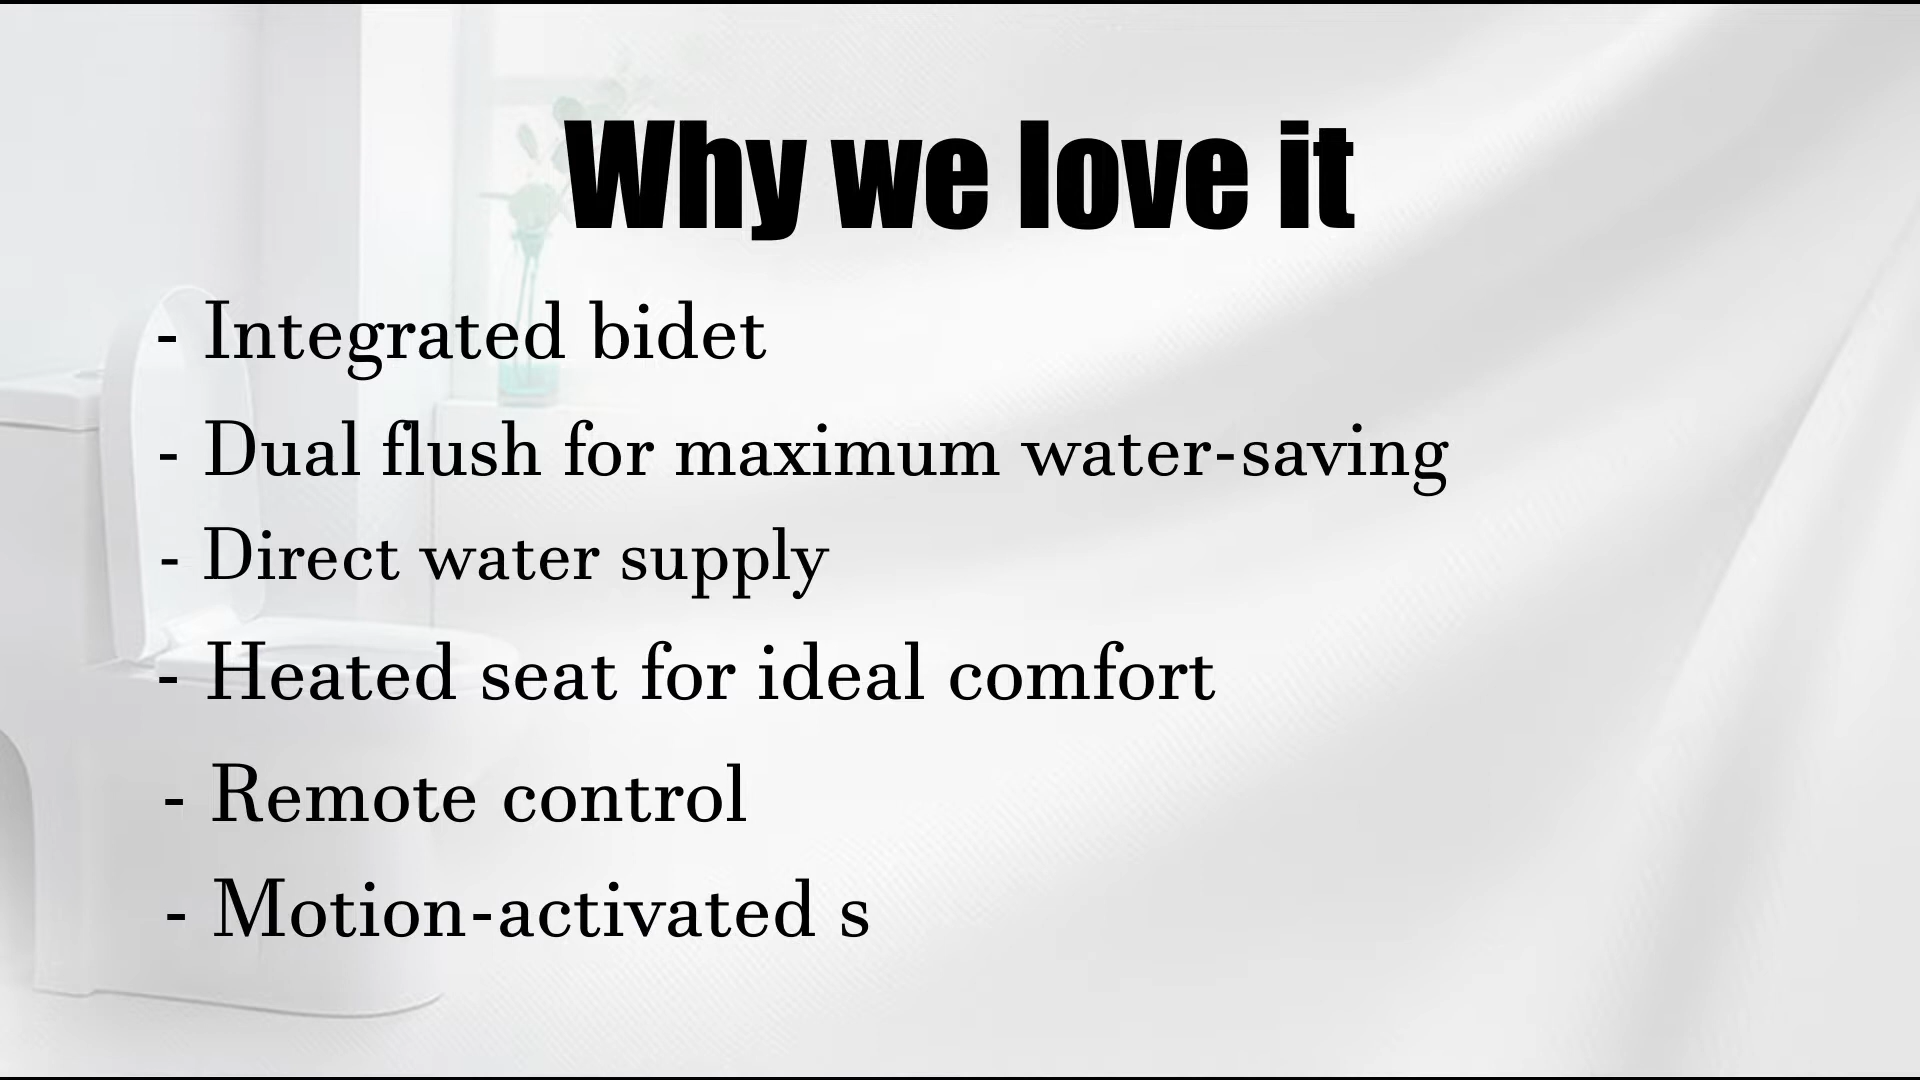 Why we love it
- Integrated bidet
- Dual flush for maximum water-saving
- Direct water supply
- Heated seat for ideal comfort
- Remote control
- Motion-activated s